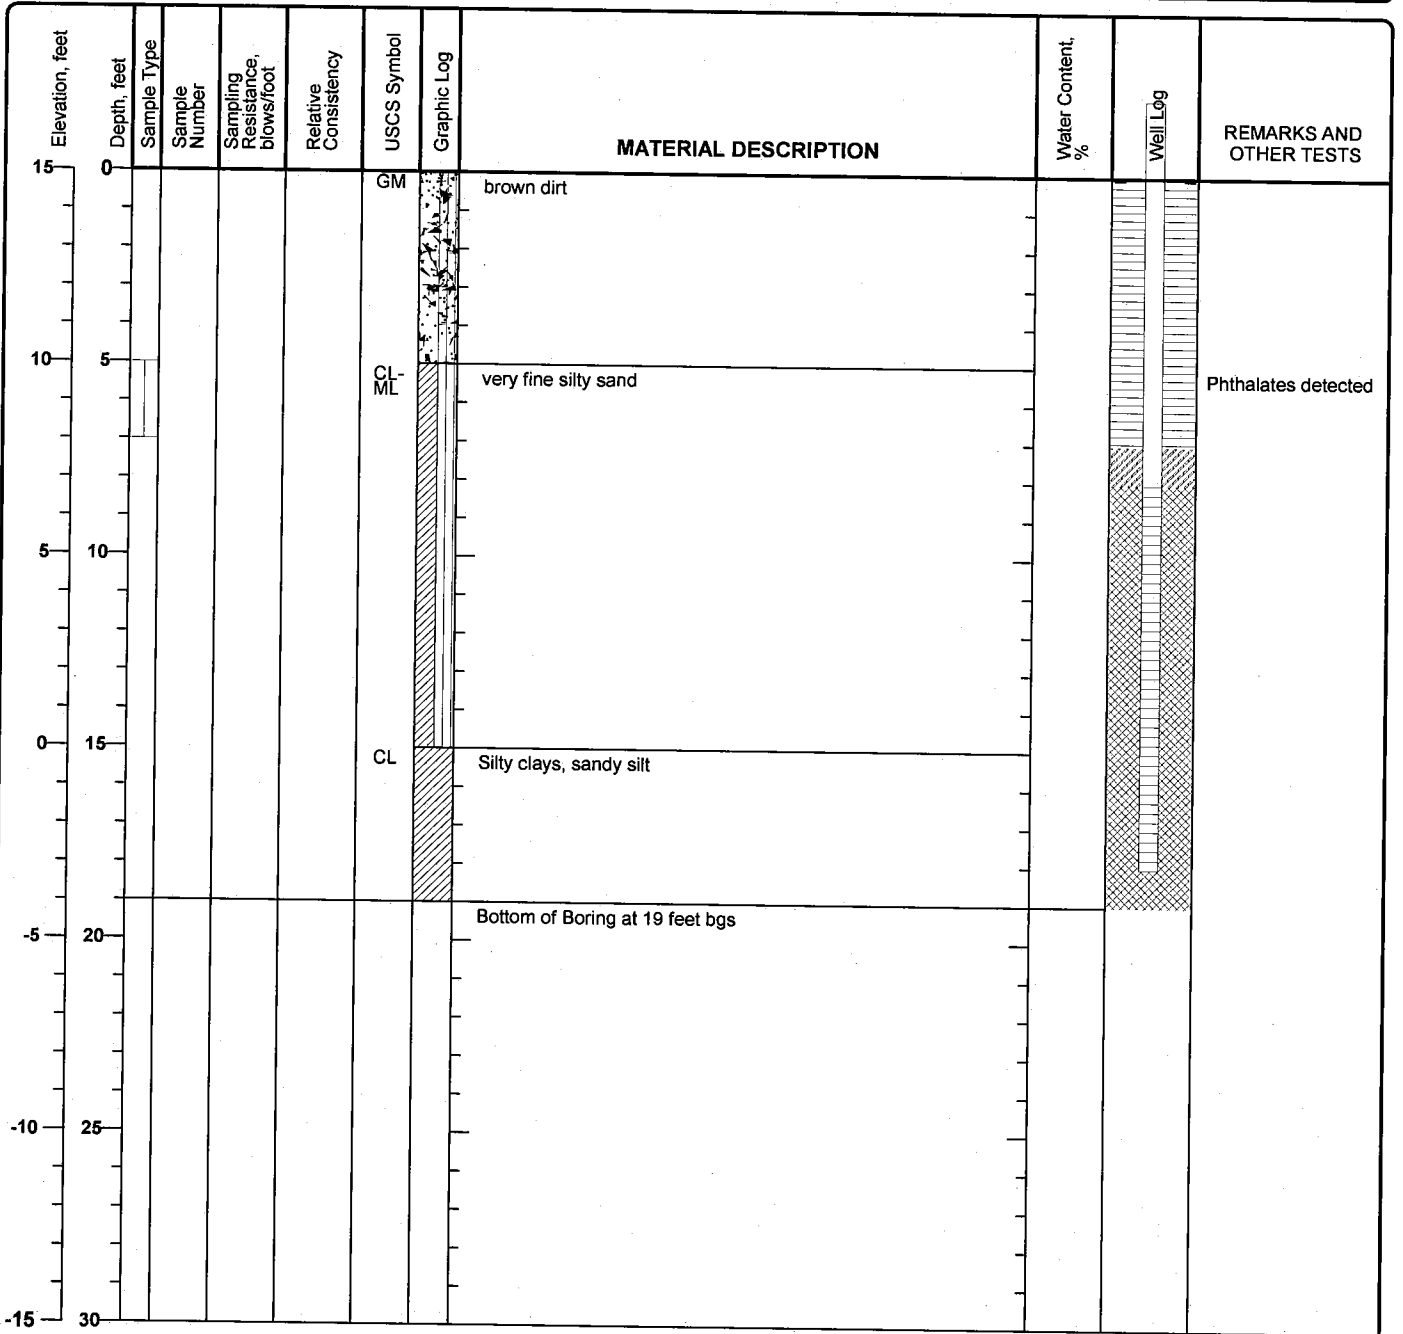 Elevation, feet
Depth, feet
Sample Type
Sample
Number
Sampling
Resistance,
blows/foot
Relative
Consistency
USCS Symbol
Graphic Log
MATERIAL DESCRIPTION
Water Content,
%
Well Log
REMARKS AND
OTHER TESTS
15 0
GM brown dirt
10 5
CL-
ML
very fine silty sand
Phthalates detected
5 10
0 15
CL Silty clays, sandy silt
Bottom of Boring at 19 feet bgs
-5 20
-10 25
-15 30